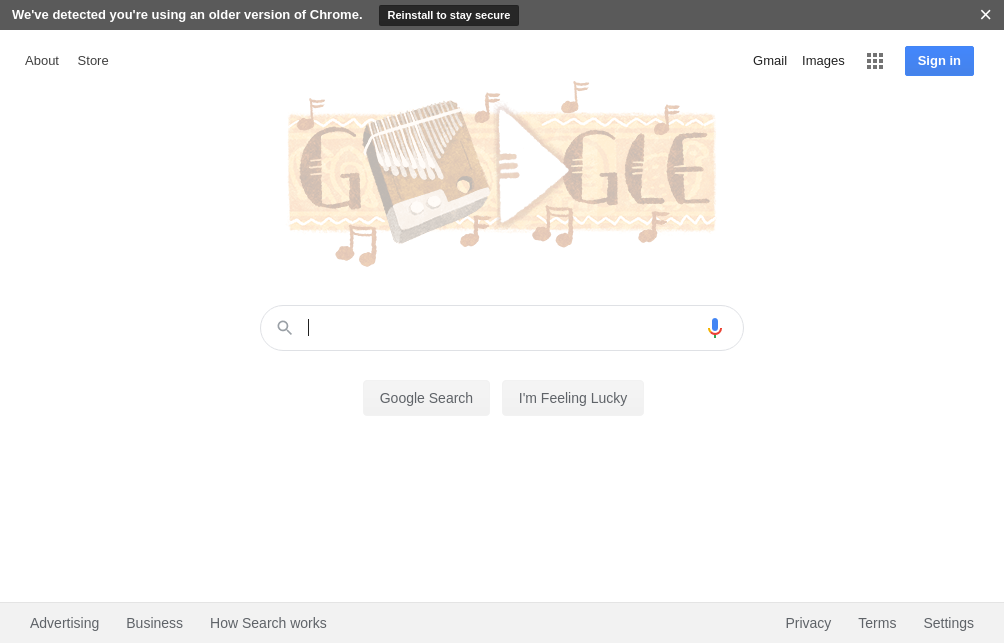 We've detected you're using an older version of Chrome. Reinstall to stay secure
About Store Gmail Images Sign in
Google Search I'm Feeling Lucky
Advertising Business How Search works Privacy Terms Settings